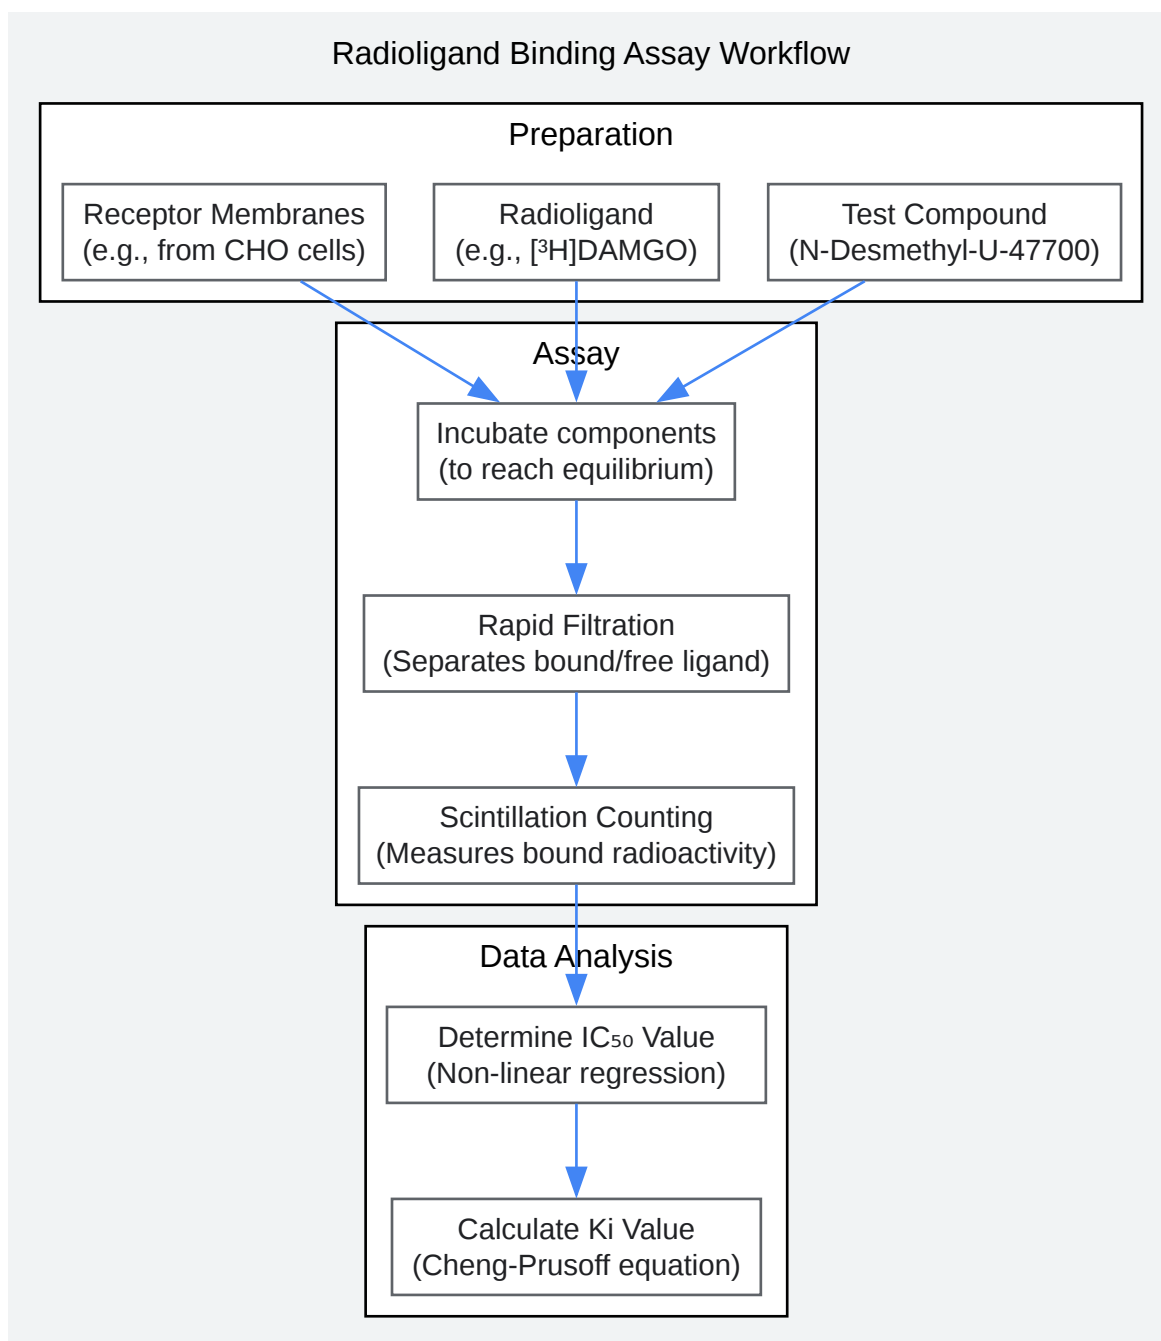 Radioligand Binding Assay Workflow
Preparation
Receptor Membranes
(e.g., from CHO cells)
Radioligand
(e.g., [³H]DAMGO)
Test Compound
(N-Desmethyl-U-47700)
Assay
Incubate components
(to reach equilibrium)
Rapid Filtration
(Separates bound/free ligand)
Scintillation Counting
(Measures bound radioactivity)
Data Analysis
Determine IC₅₀ Value
(Non-linear regression)
Calculate Ki Value
(Cheng-Prusoff equation)